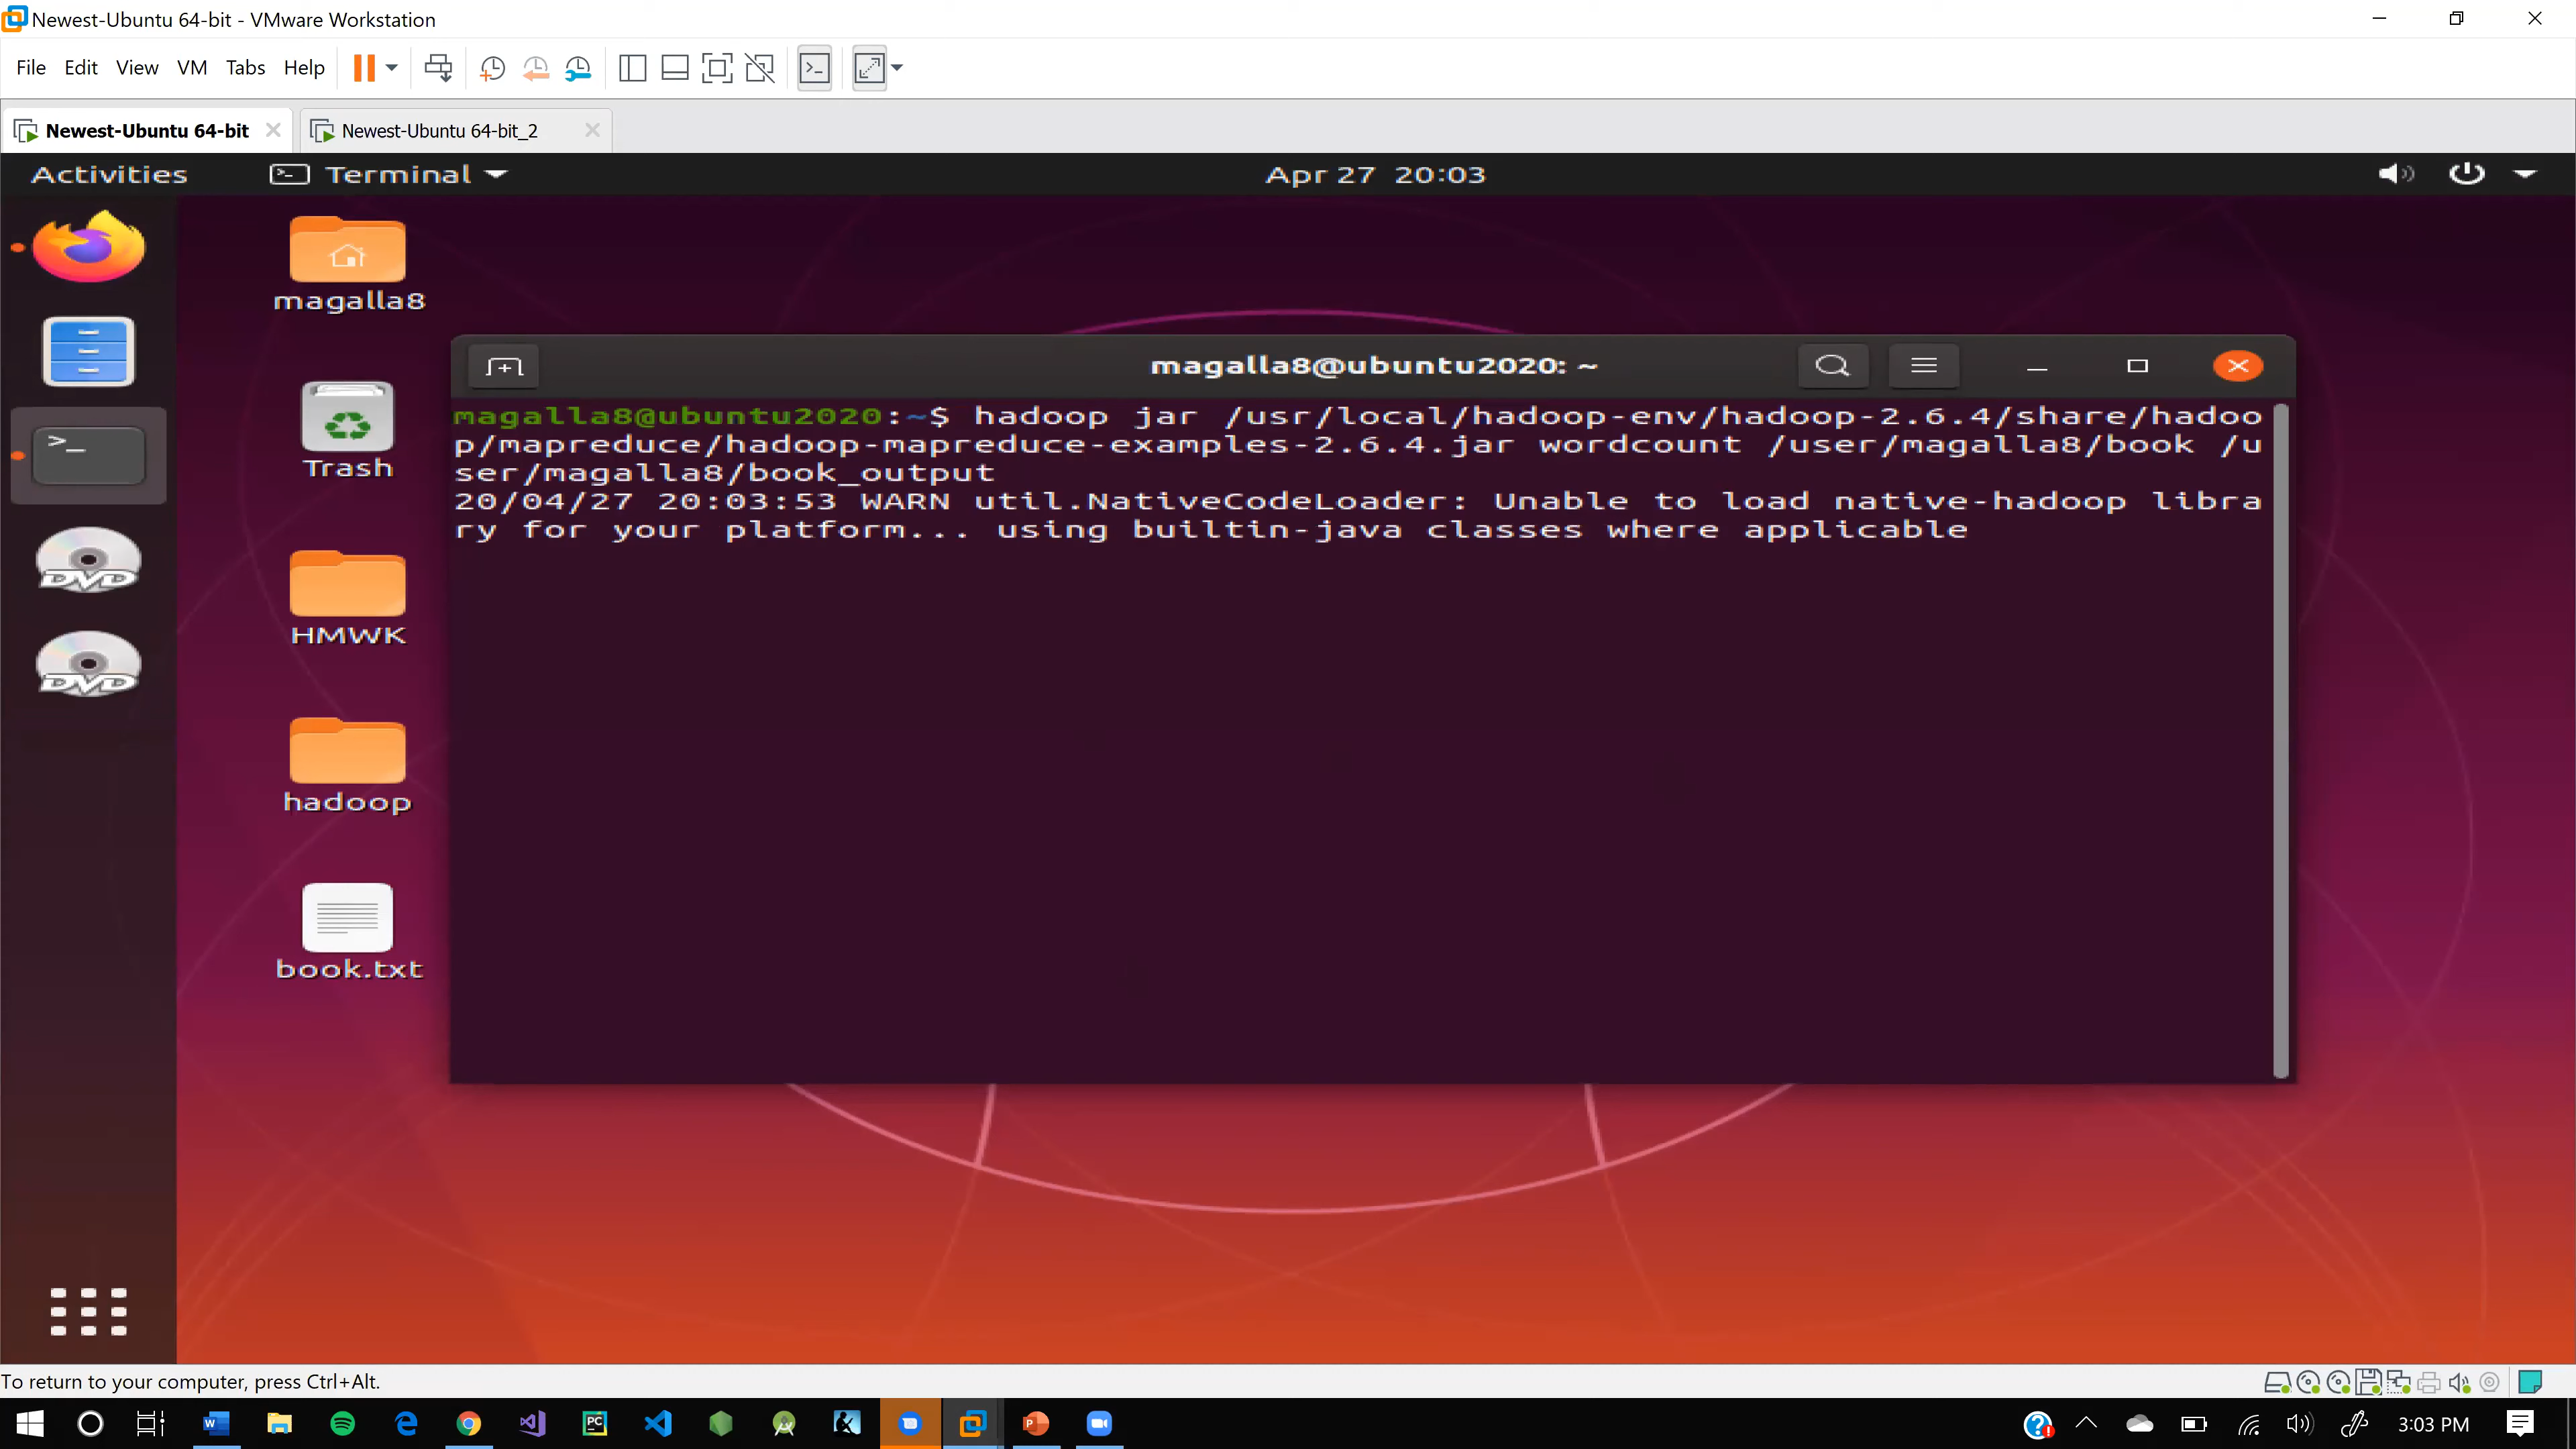 Newest-Ubuntu 64-bit - VMware Workstation
File Edit View VM Tabs Help
Newest-Ubuntu 64-bit Newest-Ubuntu 64-bit_2
Activities Terminal Apr 27 20:03
magalla8
Trash
HMWK
hadoop
book.txt
DVD
DVD
magalla8@ubuntu2020: ~
magalla8@ubuntu2020:~$ hadoop jar /usr/local/hadoop-env/hadoop-2.6.4/share/hadoo
p/mapreduce/hadoop-mapreduce-examples-2.6.4.jar wordcount /user/magalla8/book /u
ser/magalla8/book_output
20/04/27 20:03:53 WARN util.NativeCodeLoader: Unable to load native-hadoop libra
ry for your platform... using builtin-java classes where applicable
To return to your computer, press Ctrl+Alt.
3:03 PM